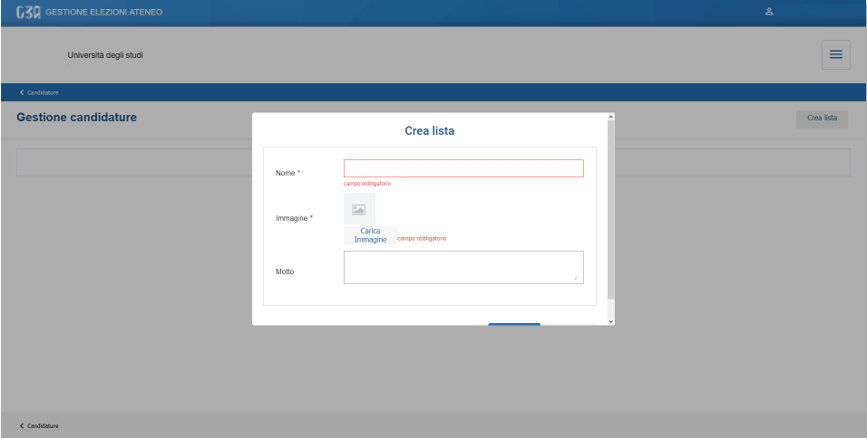 G3A GESTIONE ELEZIONI ATENEO
Università degli studi
Candidature
Gestione candidature
Crea lista
Crea lista
Nome *
campo obbligatorio
Immagine *
Carica
Immagine
campo obbligatorio
Motto
Candidature